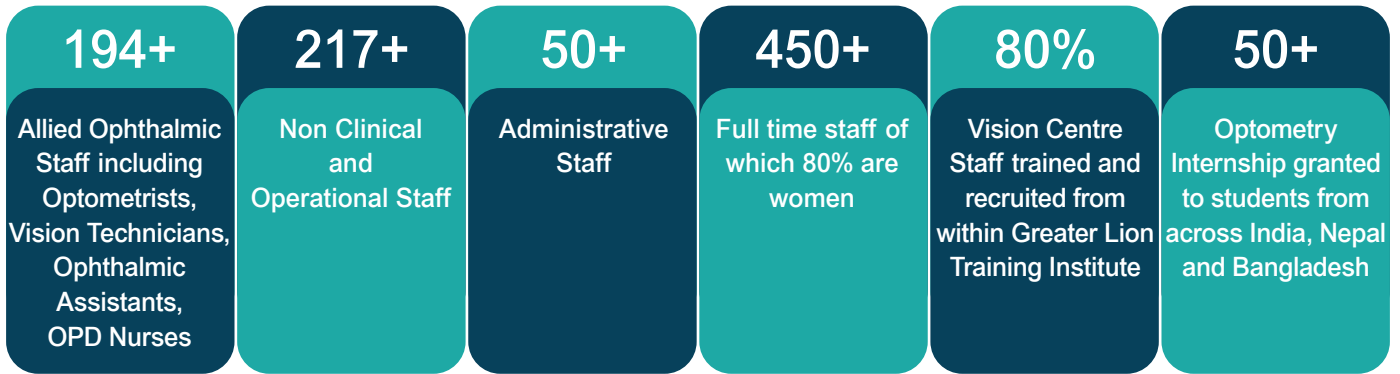 194+
Allied Ophthalmic
Staff including
Optometrists,
Vision Technicians,
Ophthalmic
Assistants,
OPD Nurses
217+
Non Clinical
and
Operational Staff
50+
Administrative
Staff
450+
Full time staff of
which 80% are
women
80%
Vision Centre
Staff trained and
recruited from
within Greater Lion
Training Institute
50+
Optometry
Internship granted
to students from
across India, Nepal
and Bangladesh